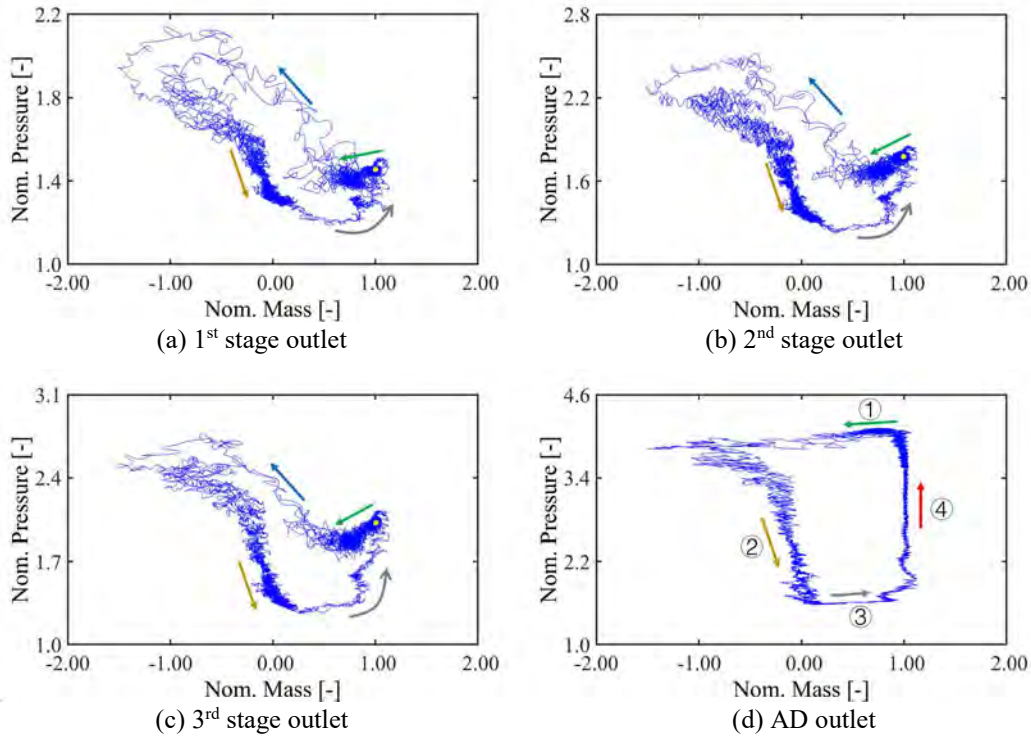 2.2
1.8
1.4
1.0
Nom. Pressure [-]
-2.00 -1.00 0.00 1.00 2.00
Nom. Mass [-]
(a) 1st stage outlet
2.8
2.2
1.6
1.0
Nom. Pressure [-]
-2.00 -1.00 0.00 1.00 2.00
Nom. Mass [-]
(b) 2nd stage outlet
3.1
2.4
1.7
1.0
Nom. Pressure [-]
-2.00 -1.00 0.00 1.00 2.00
Nom. Mass [-]
(c) 3rd stage outlet
4.6
3.4
2.2
1.0
Nom. Pressure [-]
①
②
③
④
-2.00 -1.00 0.00 1.00 2.00
Nom. Mass [-]
(d) AD outlet